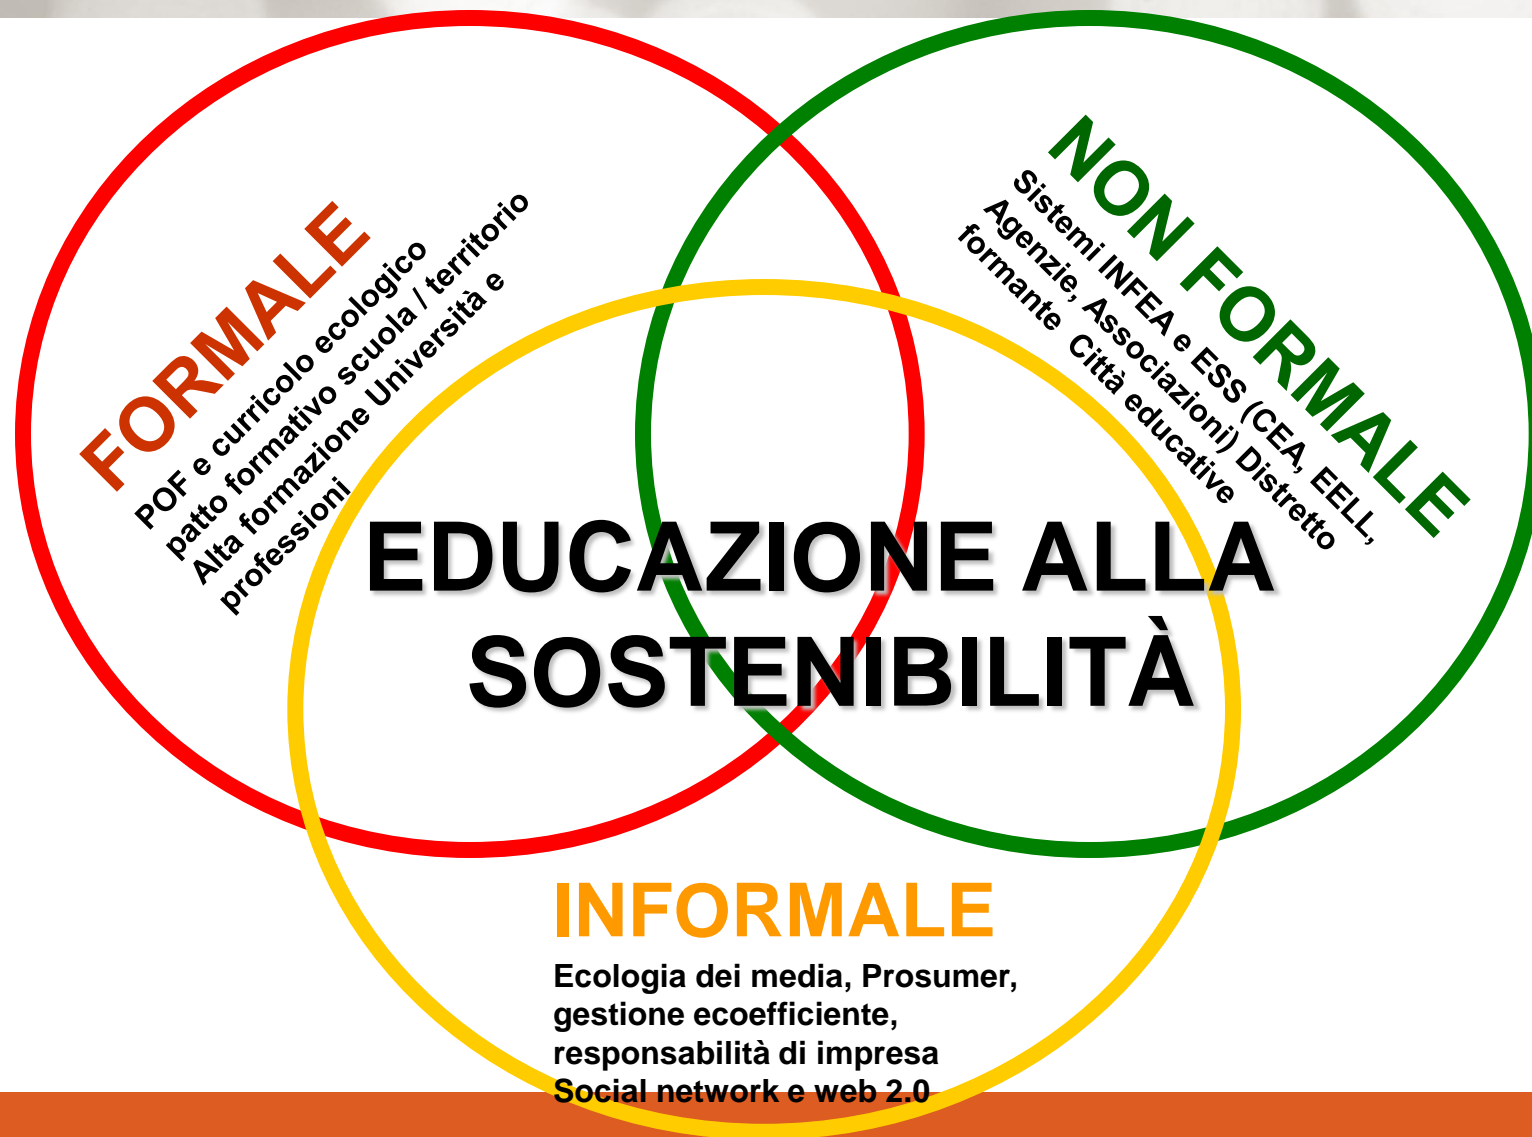 FORMALE
POF e curricolo ecologico
patto formativo scuola / territorio
Alta formazione Università e
professioni
NON FORMALE
Sistemi INFEA e ESS (CEA, EELL,
Agenzie, Associazioni) Distretto
formante Città educative
EDUCAZIONE ALLA
SOSTENIBILITÀ
INFORMALE
Ecologia dei media, Prosumer,
gestione ecoefficiente,
responsabilità di impresa
Social network e web 2.0